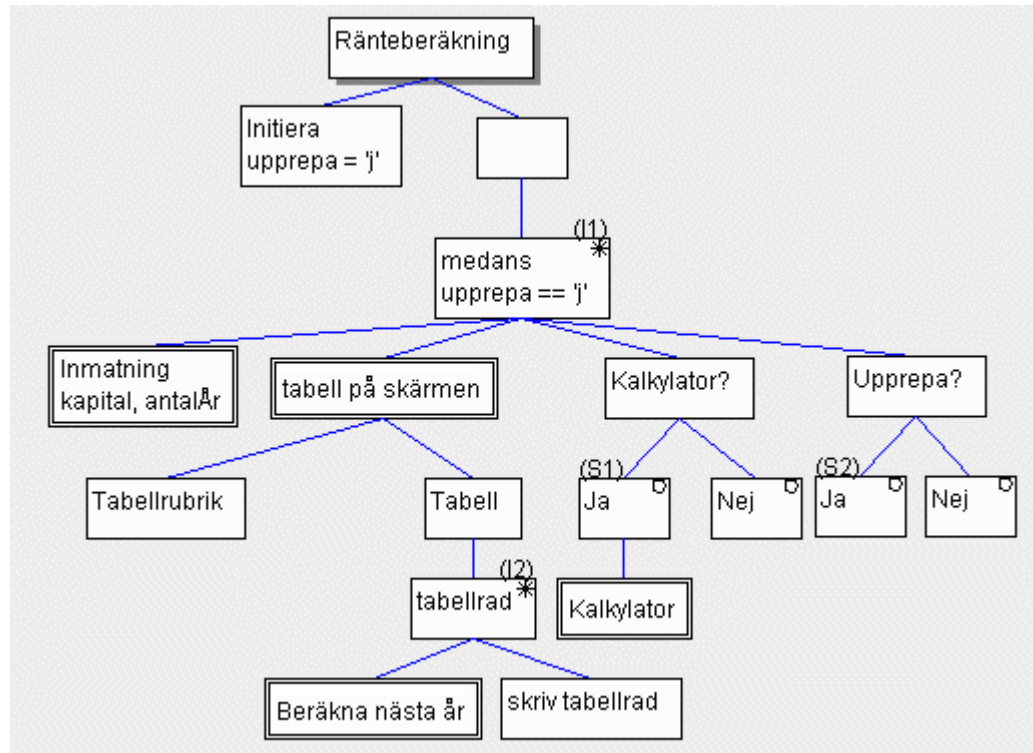 Ränteberäkning
Initiera
upprepa = 'j'
(I1)
medans
upprepa == 'j'
Inmatning
kapital, antalÅr
tabell på skärmen
Kalkylator?
Upprepa?
Tabellrubrik
Tabell
(S1)
Ja
Nej
(S2)
Ja
Nej
(I2)
tabellrad
Kalkylator
Beräkna nästa år
skriv tabellrad